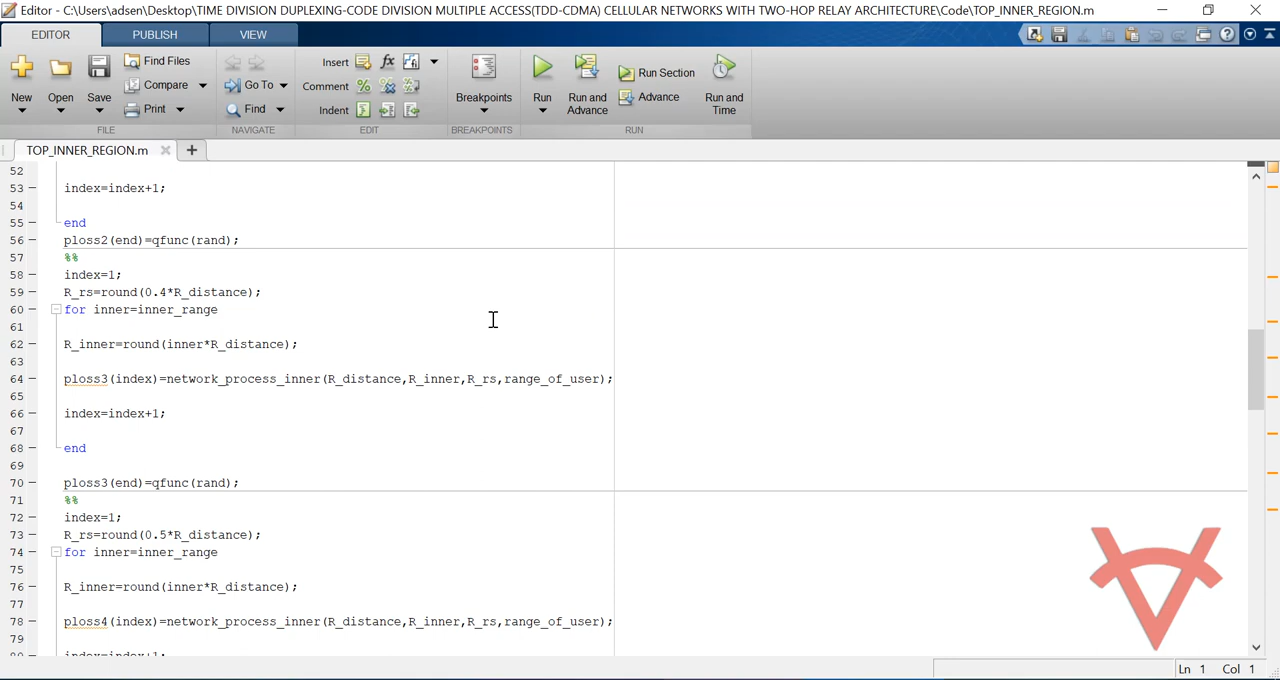 Editor - C:\Users\adsen\Desktop\TIME DIVISION DUPLEXING-CODE DIVISION MULTIPLE ACCESS(TDD-CDMA) CELLULAR NETWORKS WITH TWO-HOP RELAY ARCHITECTURE\Code\TOP_INNER_REGION.m
EDITOR PUBLISH VIEW
New Open Save Find Files Compare Print
Go To Find
Insert fx Comment Indent
Breakpoints
Run Run and Advance Run Section Advance Run and Time
FILE NAVIGATE EDIT BREAKPOINTS RUN
TOP_INNER_REGION.m
52
53 – index=index+1;
54
55 – end
56 – ploss2(end)=qfunc(rand);
57 – %%
58 – index=1;
59 – R_rs=round(0.4*R_distance);
60 – for inner=inner_range
61
62 – R_inner=round(inner*R_distance);
63
64 – ploss3(index)=network_process_inner(R_distance,R_inner,R_rs,range_of_user);
65
66 – index=index+1;
67
68 – end
69
70 – ploss3(end)=qfunc(rand);
71 %%
72 – index=1;
73 – R_rs=round(0.5*R_distance);
74 – for inner=inner_range
75
76 – R_inner=round(inner*R_distance);
77
78 – ploss4(index)=network_process_inner(R_distance,R_inner,R_rs,range_of_user);
79
80 – index=index+1;
Ln 1 Col 1